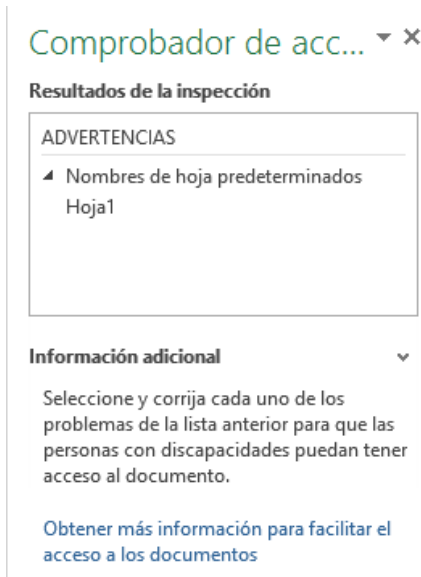 Comprobador de acc...
Resultados de la inspección
ADVERTENCIAS
Nombres de hoja predeterminados
Hoja1
Información adicional
Seleccione y corrija cada uno de los
problemas de la lista anterior para que las
personas con discapacidades puedan tener
acceso al documento.
Obtener más información para facilitar el
acceso a los documentos